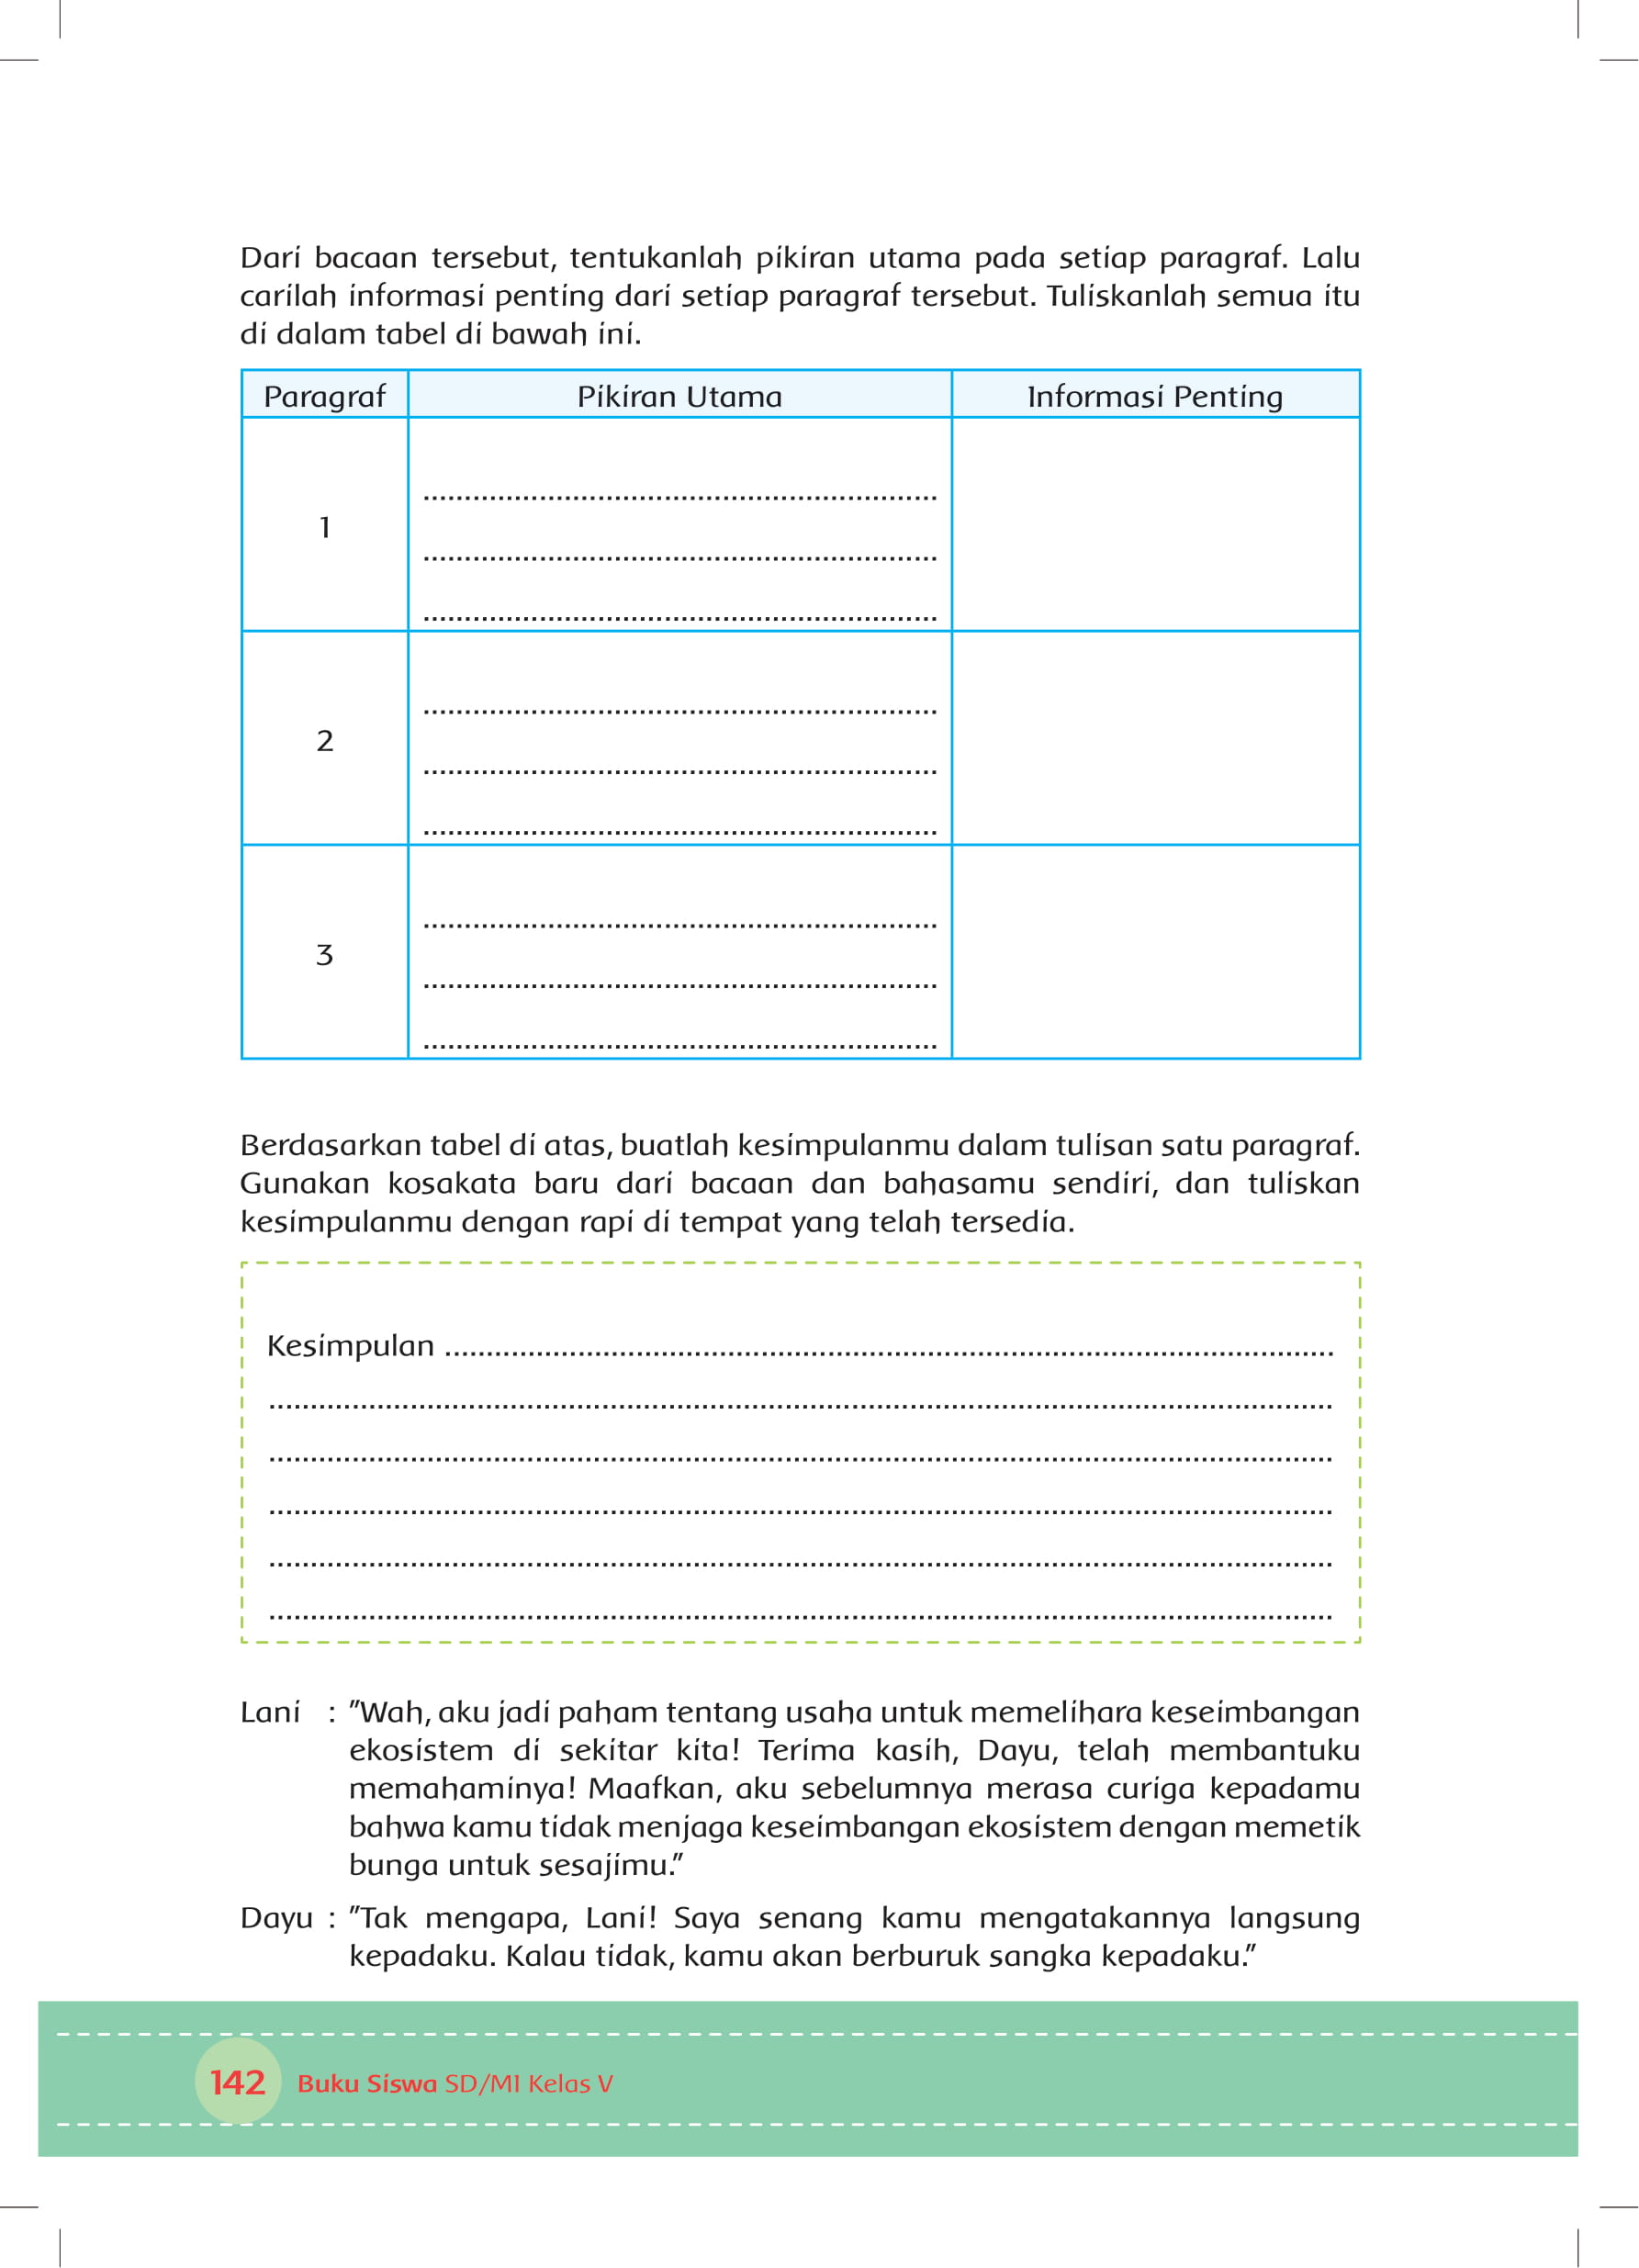 Dari bacaan tersebut, tentukanlah pikiran utama pada setiap paragraf. Lalu
carilah informasi penting dari setiap paragraf tersebut. Tuliskanlah semua itu
di dalam tabel di bawah ini.
Paragraf Pikiran Utama Informasi Penting
1
2
3
Berdasarkan tabel di atas, buatlah kesimpulanmu dalam tulisan satu paragraf.
Gunakan kosakata baru dari bacaan dan bahasamu sendiri, dan tuliskan
kesimpulanmu dengan rapi di tempat yang telah tersedia.
Kesimpulan
Lani : "Wah, aku jadi paham tentang usaha untuk memelihara keseimbangan
ekosistem di sekitar kita! Terima kasih, Dayu, telah membantuku
memahaminya! Maafkan, aku sebelumnya merasa curiga kepadamu
bahwa kamu tidak menjaga keseimbangan ekosistem dengan memetik
bunga untuk sesajimu."
Dayu : "Tak mengapa, Lani! Saya senang kamu mengatakannya langsung
kepadaku. Kalau tidak, kamu akan berburuk sangka kepadaku."
142 Buku Siswa SD/MI Kelas V